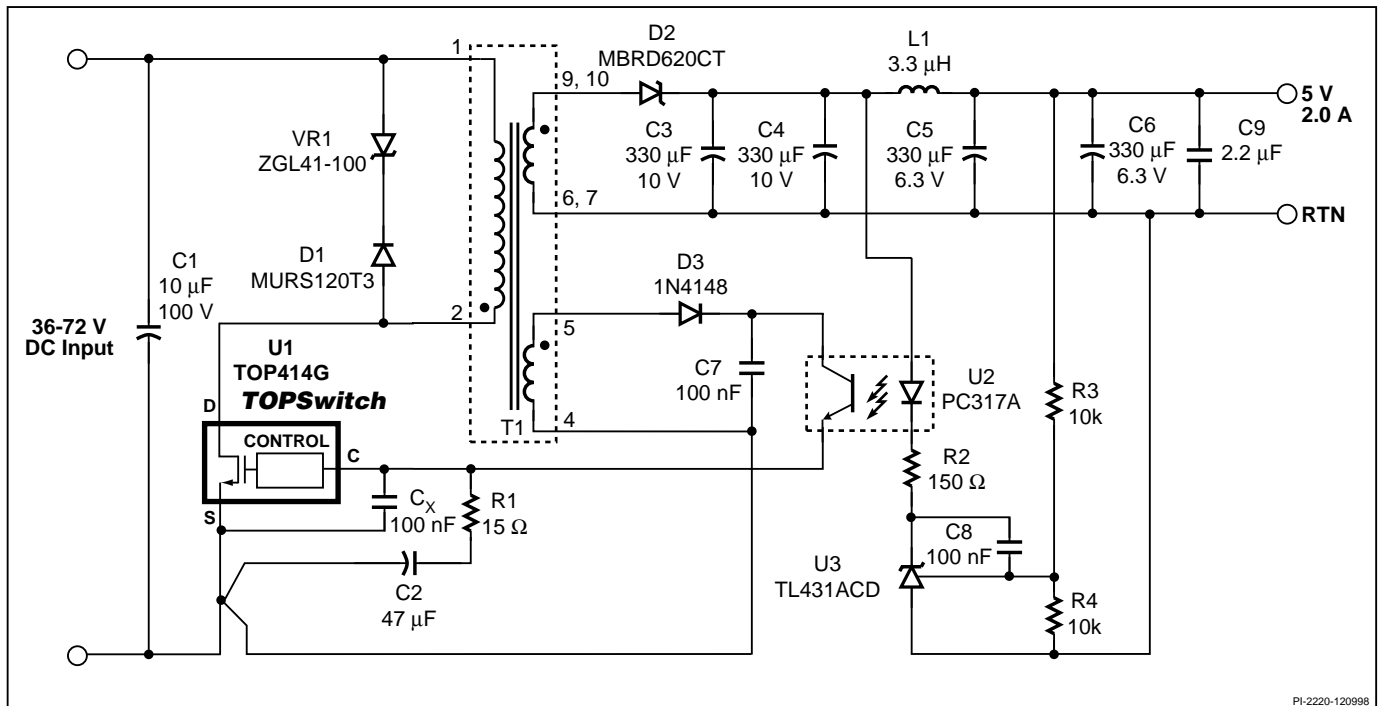 D2
MBRD620CT
L1
3.3 µH
1
9, 10
5 V
2.0 A
VR1
ZGL41-100
C3
330 µF
10 V
C4
330 µF
10 V
C5
330 µF
6.3 V
C6
330 µF
6.3 V
C9
2.2 µF
6, 7
RTN
D1
MURS120T3
C1
10 µF
100 V
D3
1N4148
2
5
36-72 V
DC Input
U1
TOP414G
TOPSwitch
C7
100 nF
U2
PC317A
R3
10k
D
T1
4
CONTROL
C
R2
150 Ω
S
CX
100 nF
R1
15 Ω
C8
100 nF
U3
TL431ACD
C2
47 µF
R4
10k
PI-2220-120998